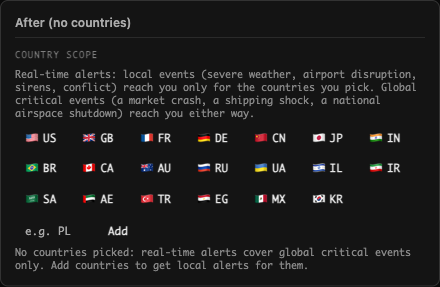 After (no countries)
COUNTRY SCOPE
Real-time alerts: local events (severe weather, airport disruption,
sirens, conflict) reach you only for the countries you pick. Global
critical events (a market crash, a shipping shock, a national
airspace shutdown) reach you either way.
US GB FR DE CN JP IN
BR CA AU RU UA IL IR
SA AE TR EG MX KR
e.g. PL Add
No countries picked: real-time alerts cover global critical events
only. Add countries to get local alerts for them.